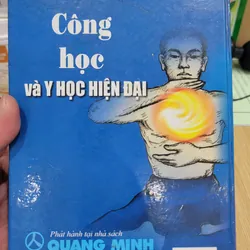 Công
học
và Y HỌC HIỆN ĐẠI
Phát hành tại nhà sách
QUANG MINH